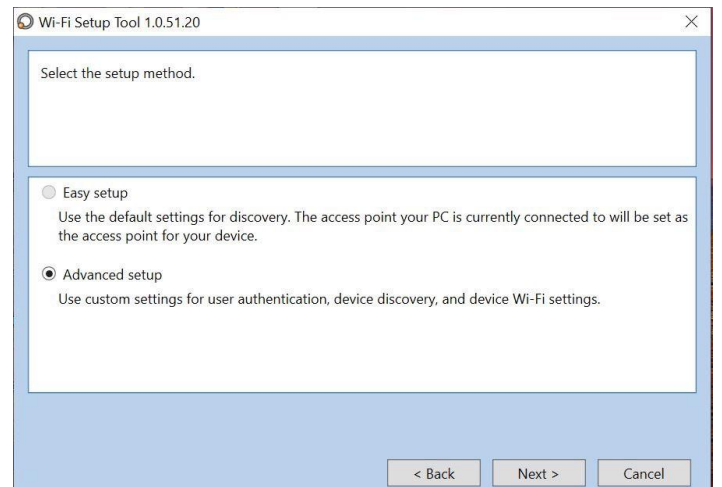 Wi-Fi Setup Tool 1.0.51.20
Select the setup method.
Easy setup
Use the default settings for discovery. The access point your PC is currently connected to will be set as
the access point for your device.
Advanced setup
Use custom settings for user authentication, device discovery, and device Wi-Fi settings.
< Back
Next >
Cancel